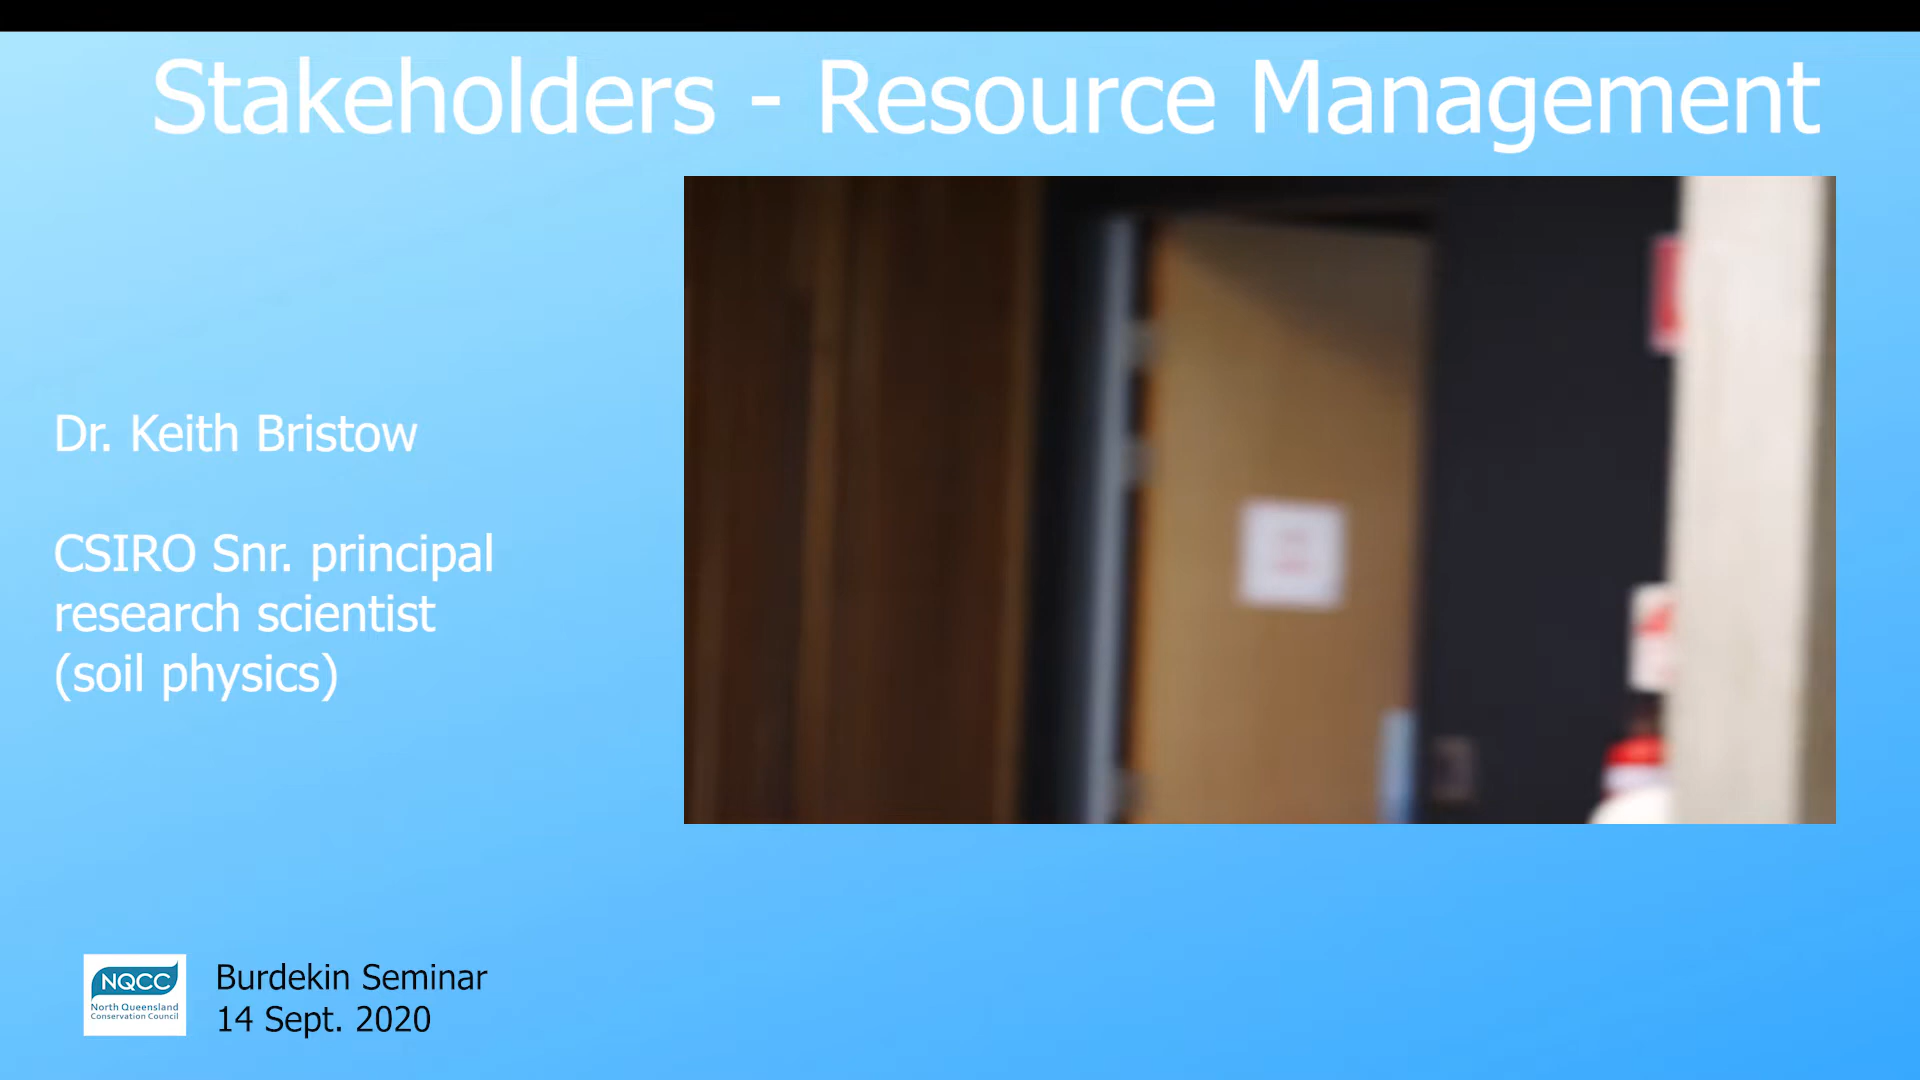 Stakeholders - Resource Management
Dr. Keith Bristow
CSIRO Snr. principal
research scientist
(soil physics)
NQCC
North Queensland
Conservation Council
Burdekin Seminar
14 Sept. 2020